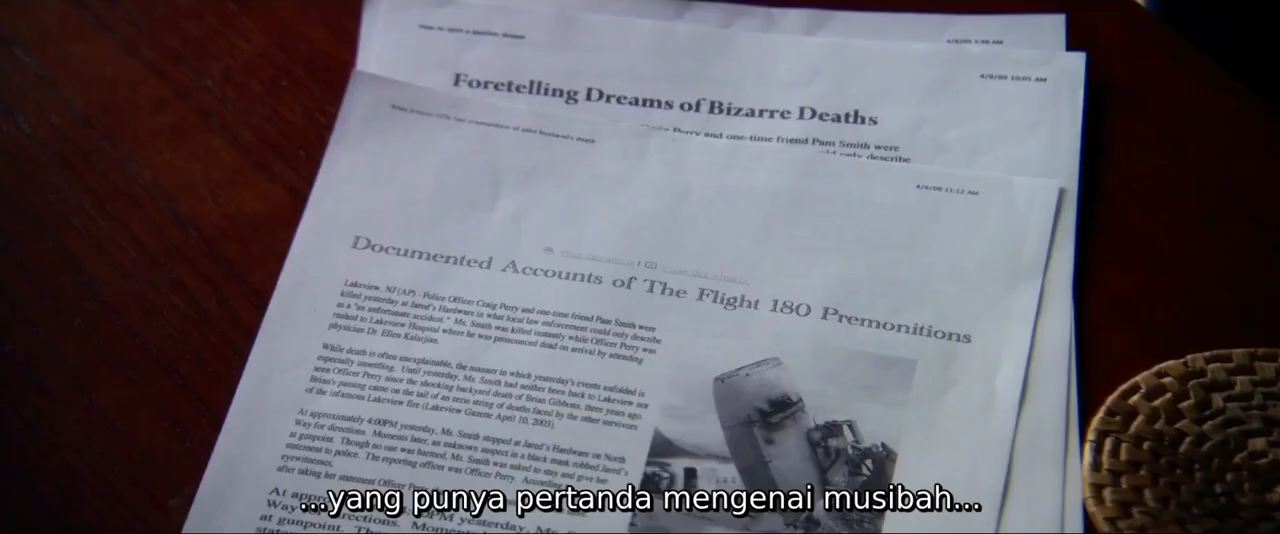 4/9/09 10:05 AM
Foretelling Dreams of Bizarre Deaths
Perry and one-time friend Pam Smith were
only describe
4/9/09 11:12 AM
Documented Accounts of The Flight 180 Premonitions
Lakeview, NJ (AP) - Police Officer Craig Perry and one-time friend Pam Smith were
killed yesterday at Jared's Hardware in what local law enforcement could only describe
as a "an unfortunate accident." Ms. Smith was killed instantly while Officer Perry was
rushed to Lakeview Hospital where he was pronounced dead on arrival by attending
physician Dr. Ellen Kalarjian.
While death is often unexplainable, the manner in which yesterday's events unfolded is
especially unsettling. Until yesterday, Ms. Smith had neither been back to Lakeview nor
seen Officer Perry since the shocking backyard death of Brian Gibbons, three years ago.
Brian's passing came on the tail of an eerie string of deaths faced by the other survivors
of the infamous Lakeview fire (Lakeview Gazette April 10, 2003).
At approximately 4:00PM yesterday, Ms. Smith stopped at Jared's Hardware on North
Way for directions. Moments later, an unknown suspect in a black mask robbed Jared's
at gunpoint. Though no one was harmed, Ms. Smith was asked to stay and give her
statement to police. The reporting officer was Officer Perry. According
eyewitnesses,
after taking her statement Officer
At PM yesterday, Ms.
Way directions. Moments
at gunpoint.
...yang punya pertanda mengenai musibah...